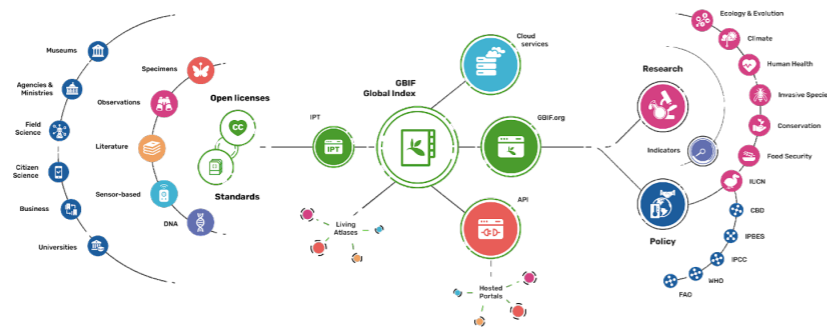 Museums
Agencies &
Ministries
Field
Science
Citizen
Science
Business
Universities
Specimens
Observations
Literature
Sensor-based
DNA
Open licenses
CC
Standards
IPT
IPT
GBIF
Global Index
Cloud
services
GBIF.org
API
Living
Atlases
Hosted
Portals
Research
Indicators
Policy
Ecology & Evolution
Climate
Human Health
Invasive Specie
Conservation
Food Security
IUCN
CBD
IPBES
IPCC
WHO
FAO